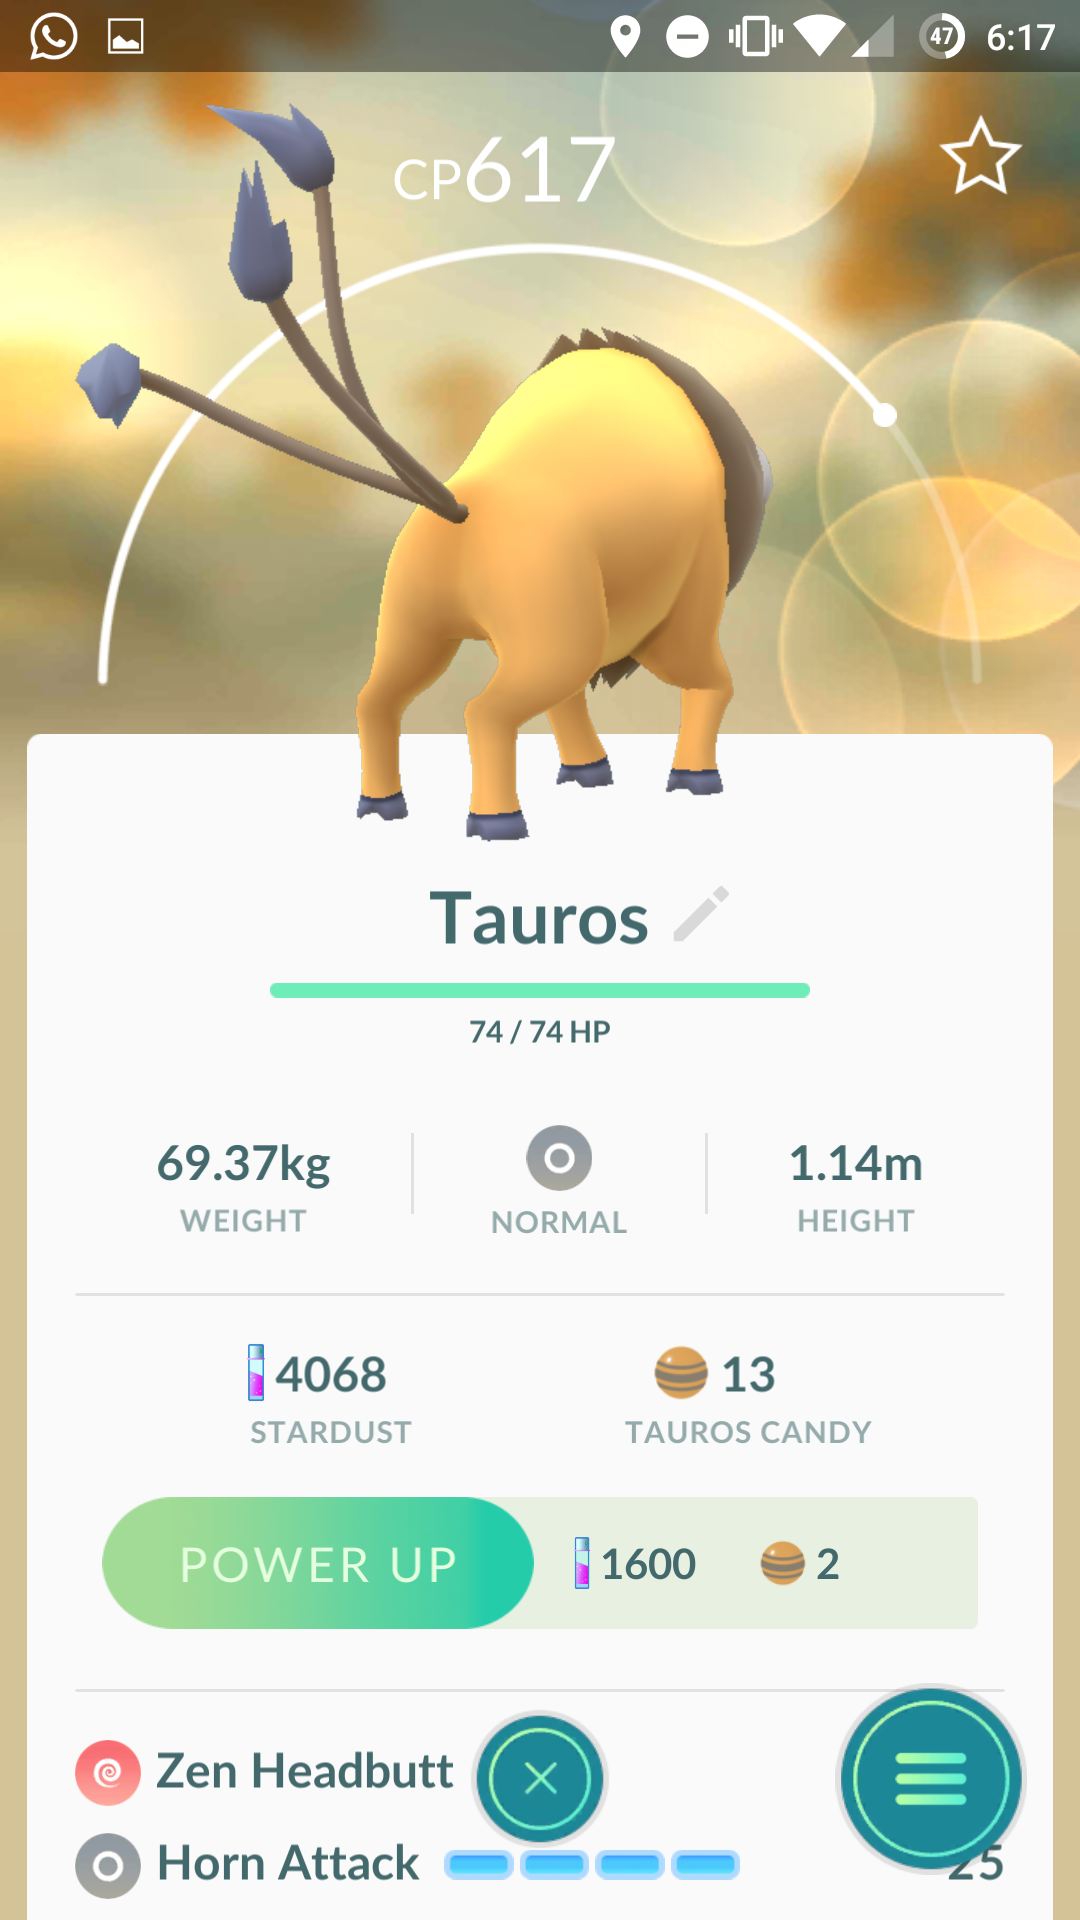 47 6:17
CP617
Tauros
74 / 74 HP
69.37kg
WEIGHT
NORMAL
1.14m
HEIGHT
4068
STARDUST
13
TAUROS CANDY
POWER UP 1600 2
Zen Headbutt
Horn Attack 25